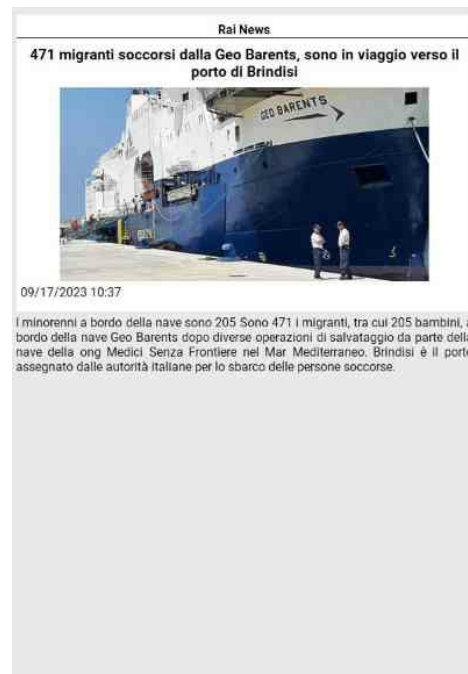 Rai News
471 migranti soccorsi dalla Geo Barents, sono in viaggio verso il
porto di Brindisi
GEO BARENTS
09/17/2023 10:37
I minorenni a bordo della nave sono 205 Sono 471 i migranti, tra cui 205 bambini, a
bordo della nave Geo Barents dopo diverse operazioni di salvataggio da parte della
nave della ong Medici Senza Frontiere nel Mar Mediterraneo. Brindisi è il porto
assegnato dalle autorità italiane per lo sbarco delle persone soccorse.